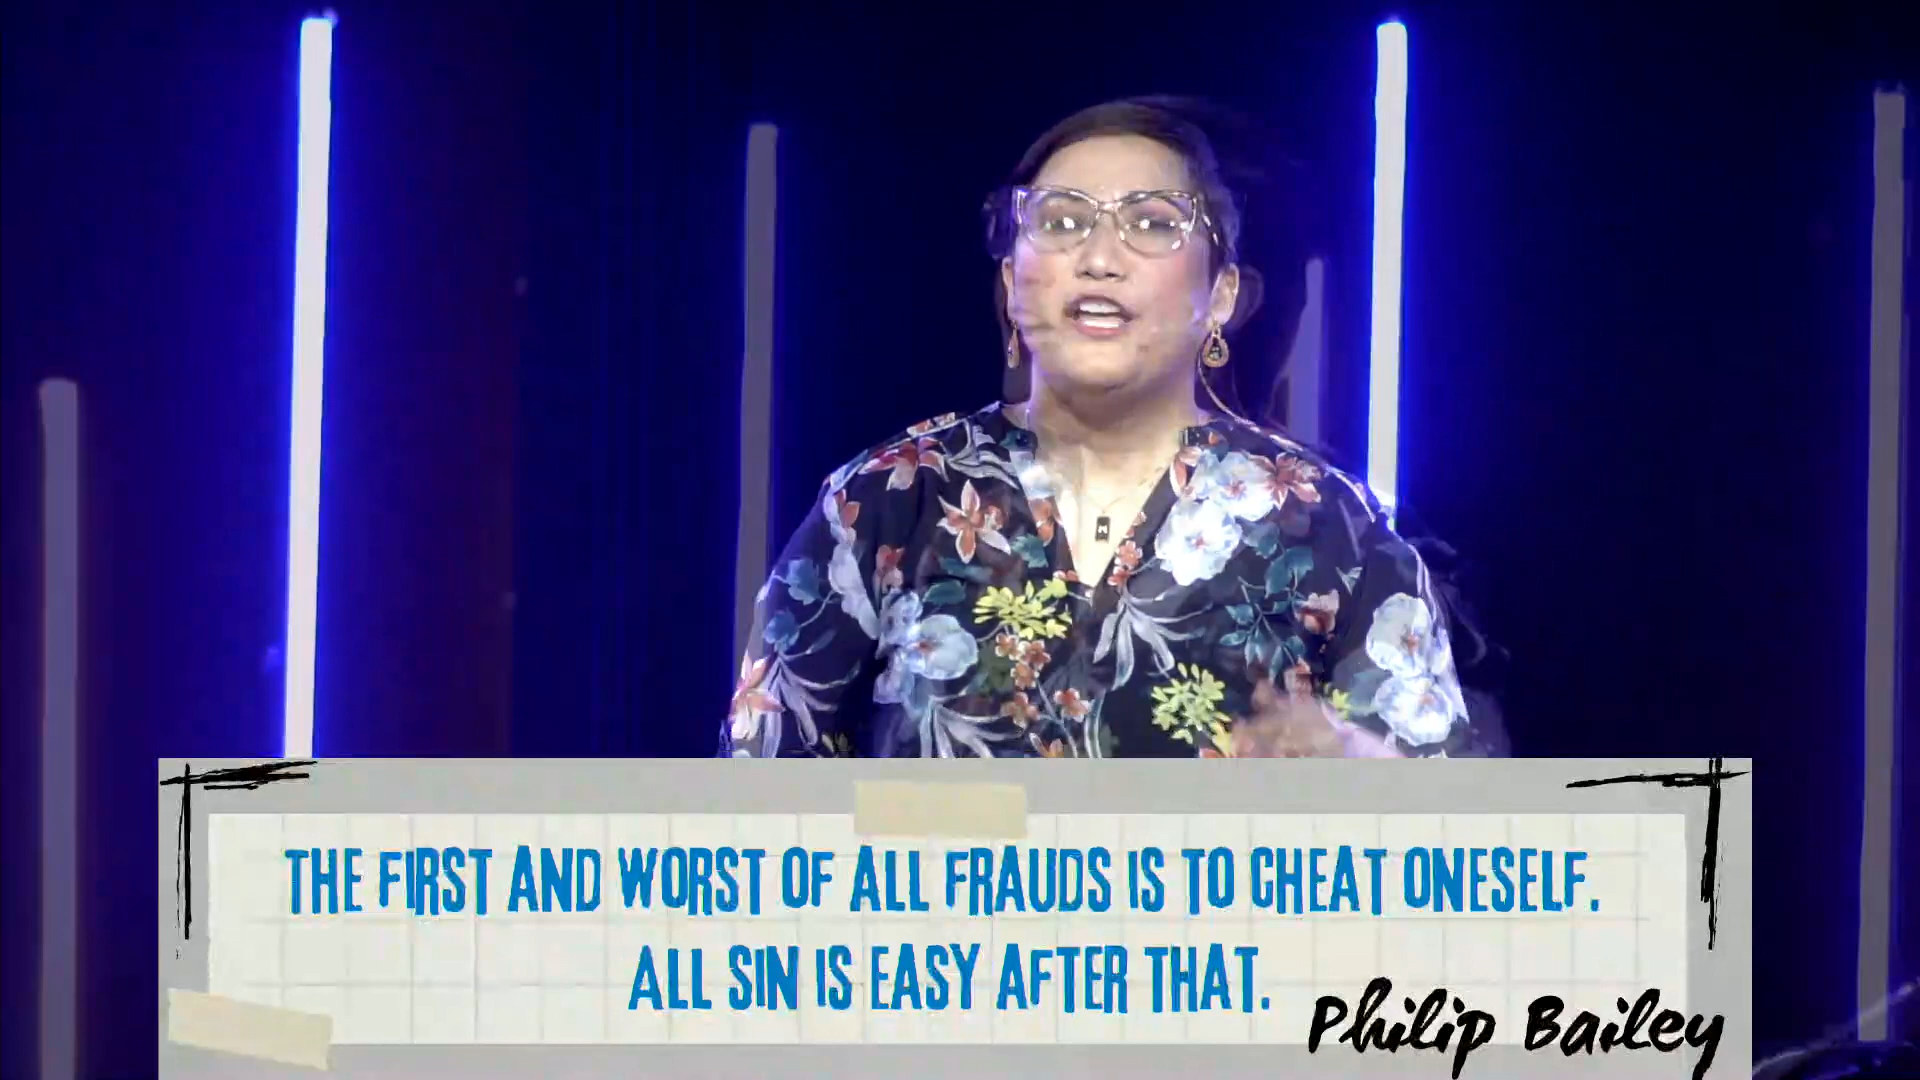 THE FIRST AND WORST OF ALL FRAUDS IS TO CHEAT ONESELF.
ALL SIN IS EASY AFTER THAT.
Philip Bailey